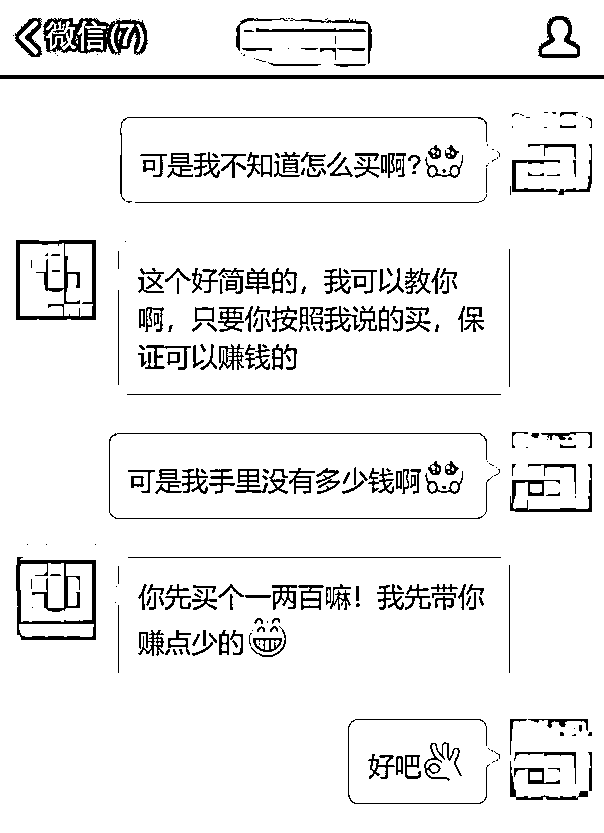 微信(7)
可是我不知道怎么买啊?
这个好简单的，我可以教你
啊，只要你按照我说的买，保
证可以赚钱的
可是我手里没有多少钱啊
你先买个一两百嘛！我先带你
赚点少的
好吧